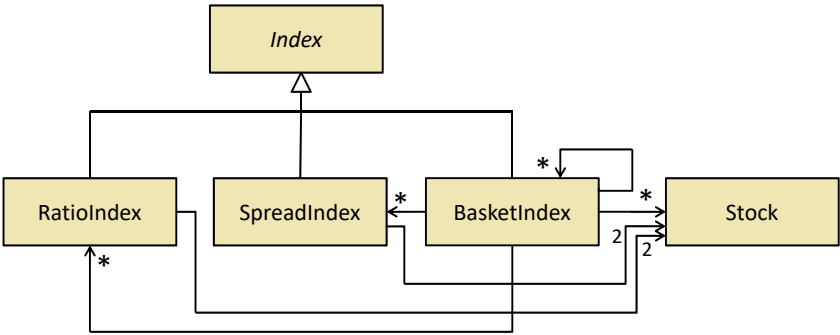 Index
*
*
*
RatioIndex
SpreadIndex
BasketIndex
Stock
2
2
*